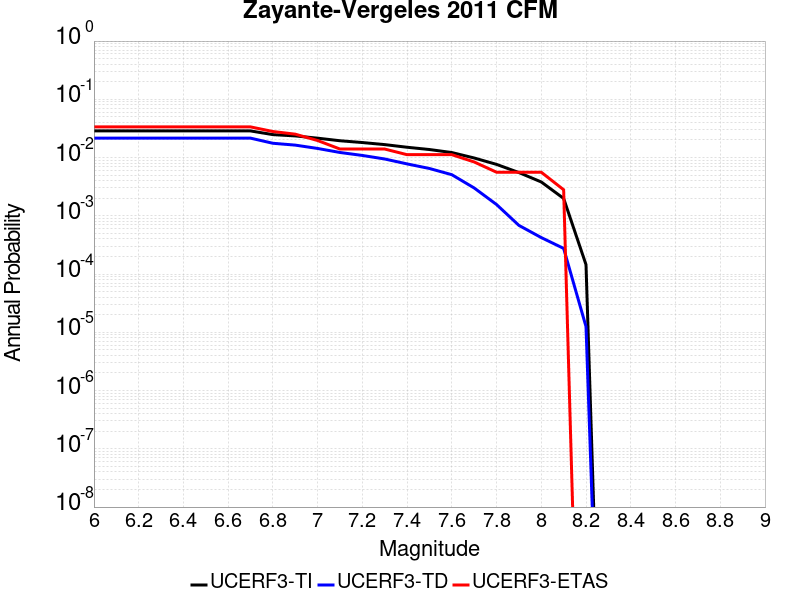 Zayante-Vergeles 2011 CFM
10^0
10^-1
10^-2
10^-3
10^-4
10^-5
10^-6
10^-7
10^-8
Annual Probability
6 6.2 6.4 6.6 6.8 7 7.2 7.4 7.6 7.8 8 8.2 8.4 8.6 8.8 9
Magnitude
UCERF3-TI UCERF3-TD UCERF3-ETAS